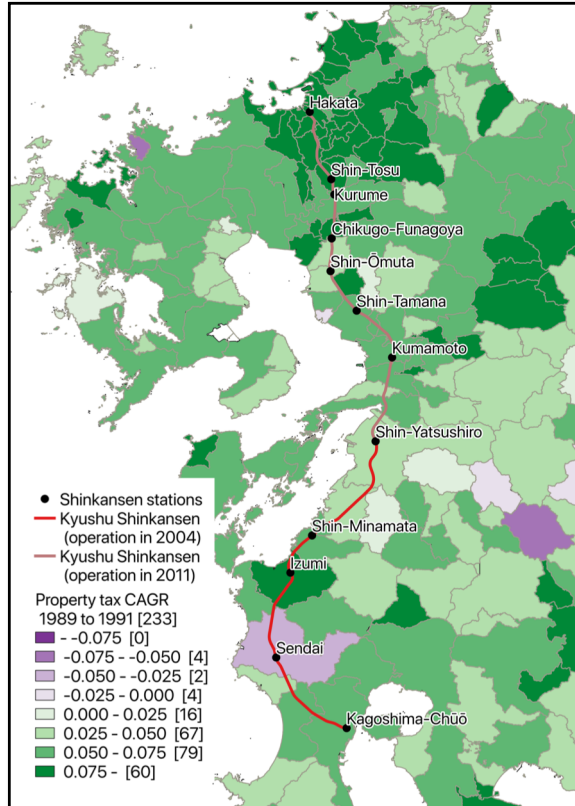 Hakata
Shin-Tosu
Kurume
Chikugo-Funagoya
Shin-Ōmuta
Shin-Tamana
Kumamoto
Shin-Yatsushiro
Shin-Minamata
Izumi
Sendai
Kagoshima-Chūō
Shinkansen stations
Kyushu Shinkansen
(operation in 2004)
Kyushu Shinkansen
(operation in 2011)
Property tax CAGR
1989 to 1991 [233]
- -0.075 [0]
-0.075 - -0.050 [4]
-0.050 - -0.025 [2]
-0.025 - 0.000 [4]
0.000 - 0.025 [16]
0.025 - 0.050 [67]
0.050 - 0.075 [79]
0.075 - [60]